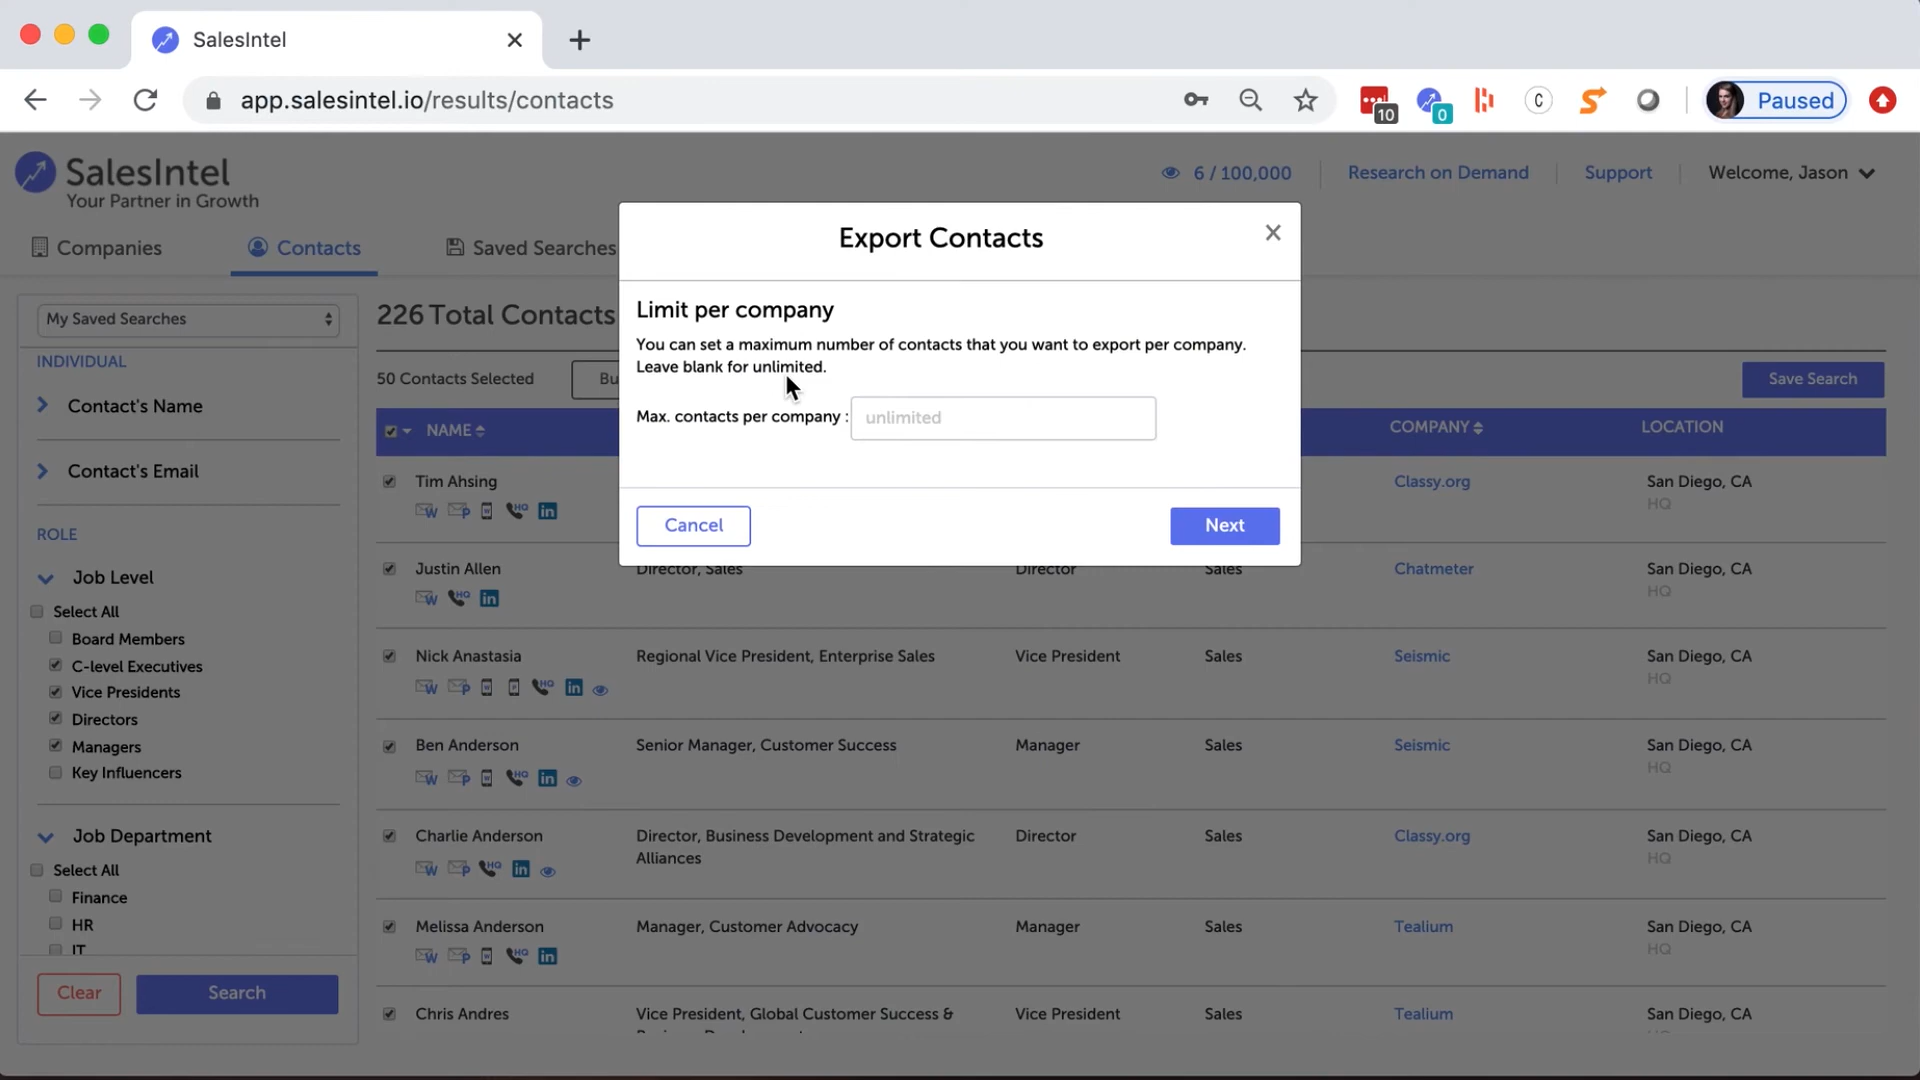 SalesIntel
app.salesintel.io/results/contacts
10
0
C
Paused
SalesIntel
Your Partner in Growth
6 / 100,000
Research on Demand
Support
Welcome, Jason
Companies
Contacts
Saved Searches
Export Contacts
Limit per company
You can set a maximum number of contacts that you want to export per company.
Leave blank for unlimited.
Max. contacts per company :
unlimited
Cancel
Next
My Saved Searches
INDIVIDUAL
Contact's Name
Contact's Email
ROLE
Job Level
Select All
Board Members
C-level Executives
Vice Presidents
Directors
Managers
Key Influencers
Job Department
Select All
Finance
HR
IT
Clear
Search
226 Total Contacts
50 Contacts Selected
Bu
Save Search
NAME
COMPANY
LOCATION
Tim Ahsing
Classy.org
San Diego, CA
HQ
Justin Allen
Director, Sales
Director
Sales
Chatmeter
San Diego, CA
HQ
Nick Anastasia
Regional Vice President, Enterprise Sales
Vice President
Sales
Seismic
San Diego, CA
HQ
Ben Anderson
Senior Manager, Customer Success
Manager
Sales
Seismic
San Diego, CA
HQ
Charlie Anderson
Director, Business Development and Strategic
Alliances
Director
Sales
Classy.org
San Diego, CA
HQ
Melissa Anderson
Manager, Customer Advocacy
Manager
Sales
Tealium
San Diego, CA
HQ
Chris Andres
Vice President, Global Customer Success &
Vice President
Sales
Tealium
San Diego, CA